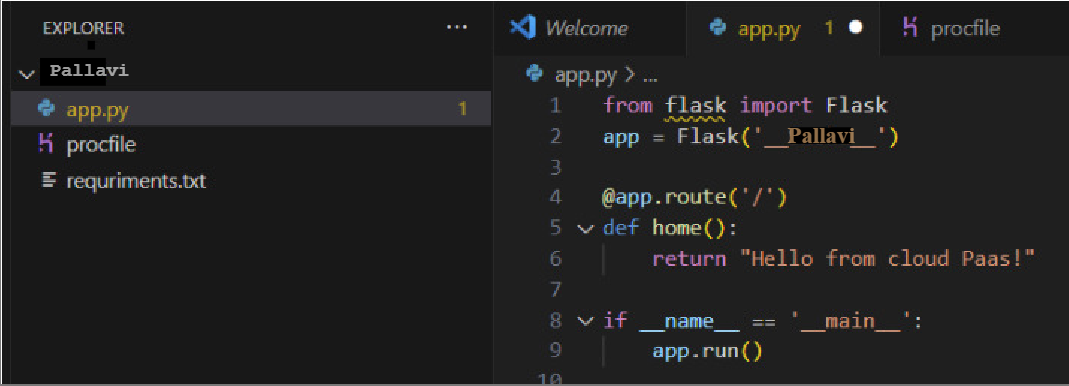 EXPLORER ...
Pallavi
app.py 1
procfile
requriments.txt
Welcome app.py 1 procfile
app.py > ...
1 from flask import Flask
2 app = Flask('__Pallavi__')
3
4 @app.route('/')
5 def home():
6 return "Hello from cloud Paas!"
7
8 if __name__ == '__main__':
9 app.run()
10